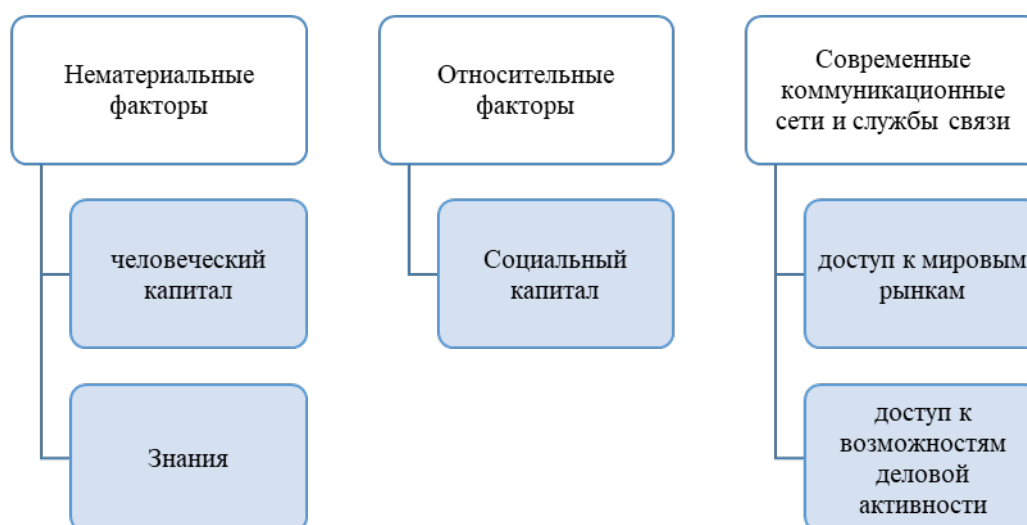 Нематериальные
факторы
человеческий
капитал
Знания
Относительные
факторы
Социальный
капитал
Современные
коммуникационные
сети и службы связи
доступ к мировым
рынкам
доступ к
возможностям
деловой
активности